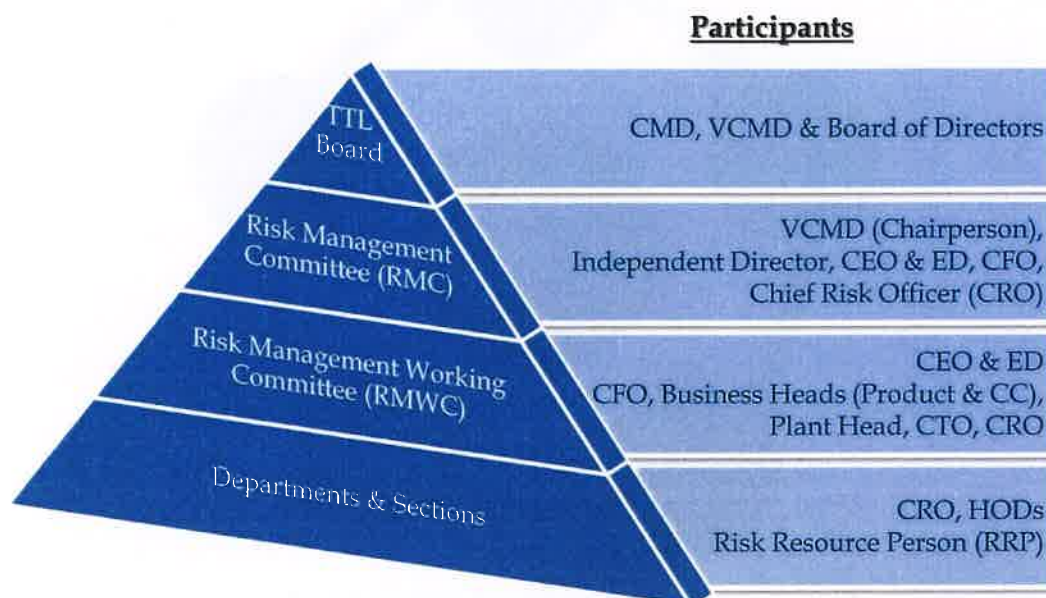 Participants
TTL
Board
CMD, VCMD & Board of Directors
Risk Management
Committee (RMC)
VCMD (Chairperson),
Independent Director, CEO & ED, CFO,
Chief Risk Officer (CRO)
Risk Management Working
Committee (RMWC)
CEO & ED
CFO, Business Heads (Product & CC),
Plant Head, CTO, CRO
Departments & Sections
CRO, HODs
Risk Resource Person (RRP)